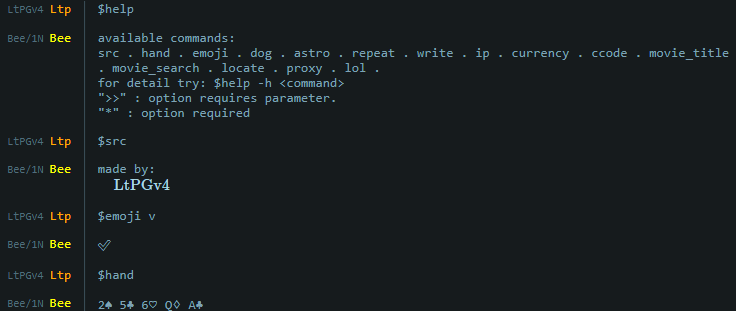 LtPGv4 Ltp $help
Bee/1N Bee available commands:
src . hand . emoji . dog . astro . repeat . write . ip . currency . ccode . movie_title
. movie_search . locate . proxy . lol .
for detail try: $help -h <command>
">>" : option requires parameter.
"*" : option required
LtPGv4 Ltp $src
Bee/1N Bee made by:
LtPGv4
LtPGv4 Ltp $emoji v
Bee/1N Bee ✓
LtPGv4 Ltp $hand
Bee/1N Bee 2♠ 5♣ 6♡ Q♢ A♣